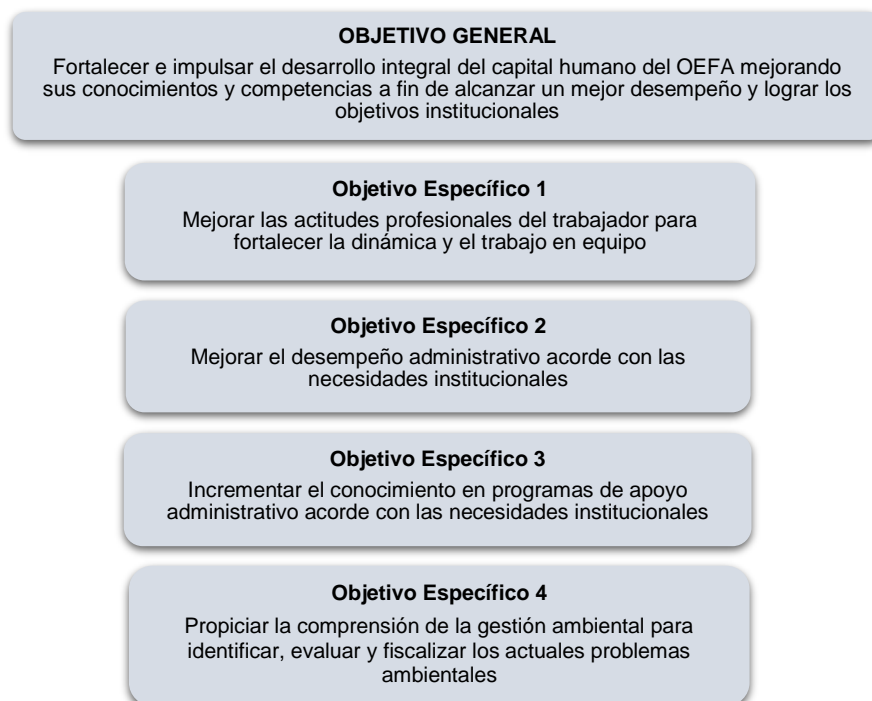 OBJETIVO GENERAL
Fortalecer e impulsar el desarrollo integral del capital humano del OEFA mejorando
sus conocimientos y competencias a fin de alcanzar un mejor desempeño y lograr los
objetivos institucionales
Objetivo Específico 1
Mejorar las actitudes profesionales del trabajador para
fortalecer la dinámica y el trabajo en equipo
Objetivo Específico 2
Mejorar el desempeño administrativo acorde con las
necesidades institucionales
Objetivo Específico 3
Incrementar el conocimiento en programas de apoyo
administrativo acorde con las necesidades institucionales
Objetivo Específico 4
Propiciar la comprensión de la gestión ambiental para
identificar, evaluar y fiscalizar los actuales problemas
ambientales